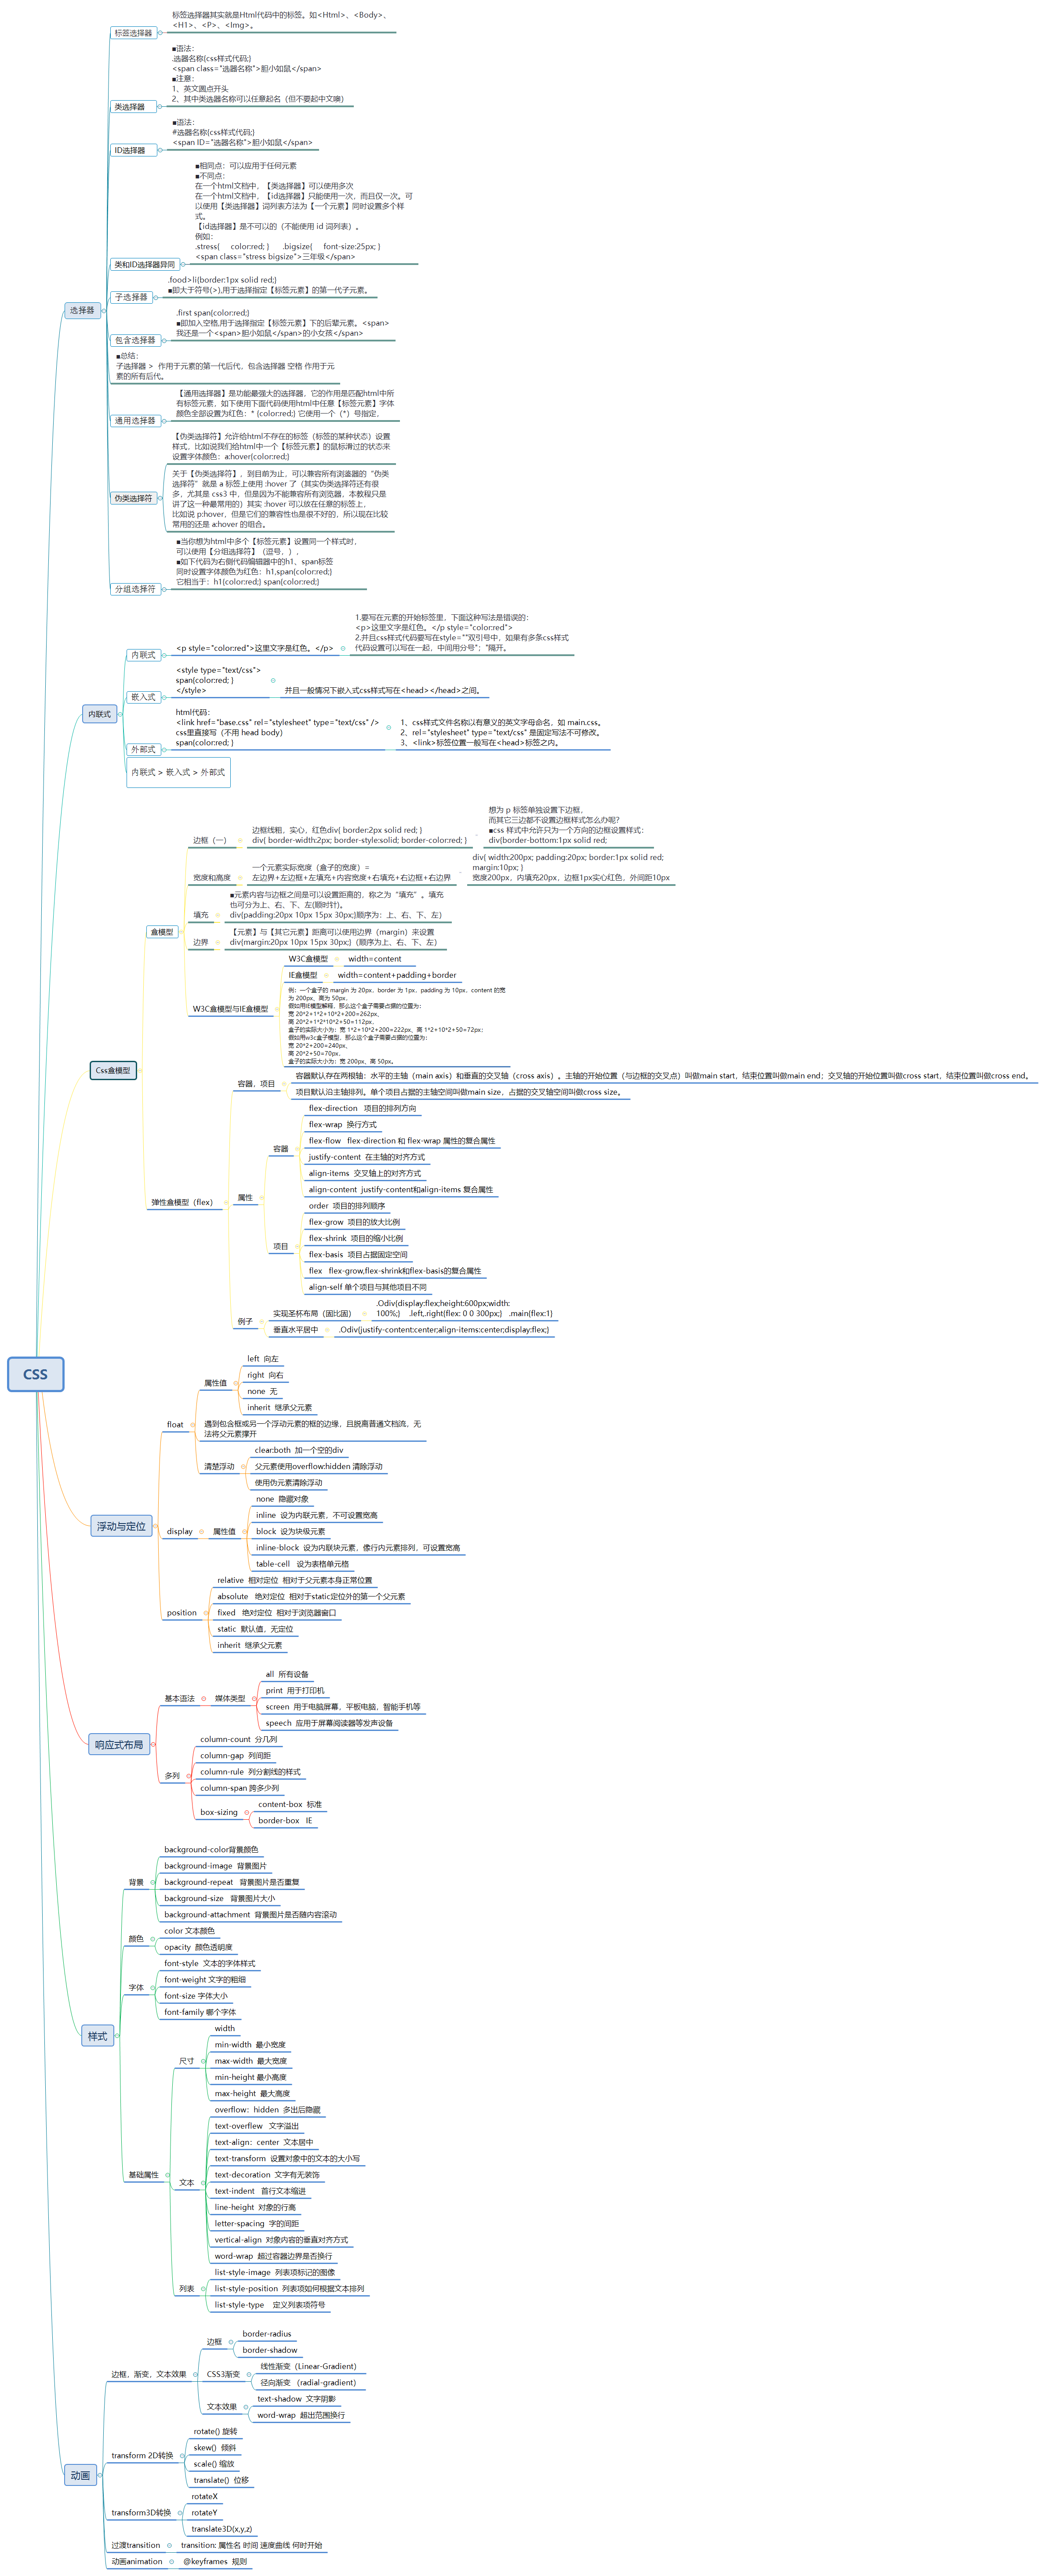 CSS
选择器
标签选择器
标签选择器其实就是Html代码中的标签。如<Html>、<Body>、
<H1>、<P>、<Img>。
类选择器
■语法：
.选器名称{css样式代码;}
<span class="选器名称">胆小如鼠</span>
■注意：
1、英文圆点开头
2、其中类选器名称可以任意起名（但不要起中文噢）
ID选择器
■语法：
#选器名称{css样式代码;}
<span ID="选器名称">胆小如鼠</span>
类和ID选择器异同
■相同点：可以应用于任何元素
■不同点：
在一个html文档中，【类选择器】可以使用多次
在一个html文档中，【id选择器】只能使用一次，而且仅一次。可
以使用【类选择器】词列表方法为【一个元素】同时设置多个样
式。
【id选择器】是不可以的（不能使用 id 词列表）。
例如：
.stress{ color:red; } .bigsize{ font-size:25px; }
<span class="stress bigsize">三年级</span>
子选择器
.food>li{border:1px solid red;}
■即大于符号(>),用于选择指定【标签元素】的第一代子元素。
包含选择器
.first span{color:red;}
■即加入空格,用于选择指定【标签元素】下的后辈元素。<span>
我还是一个<span>胆小如鼠</span>的小女孩</span>
■总结：
子选择器 > 作用于元素的第一代后代，包含选择器 空格 作用于元
素的所有后代。
通用选择器
【通用选择器】是功能最强大的选择器，它的作用是匹配html中所
有标签元素，如下使用下面代码使用html中任意【标签元素】字体
颜色全部设置为红色：* {color:red;} 它使用一个（*）号指定，
伪类选择符
【伪类选择符】允许给html不存在的标签（标签的某种状态）设置
样式，比如说我们给html中一个【标签元素】的鼠标滑过的状态来
设置字体颜色：a:hover{color:red;}
关于【伪类选择符】，到目前为止，可以兼容所有浏鉴器的“伪类
选择符”就是 a 标签上使用 :hover 了（其实伪类选择符还有很
多，尤其是 css3 中，但是因为不能兼容所有浏览器，本教程只是
讲了这一种最常用的）其实 :hover 可以放在任意的标签上，
比如说 p:hover，但是它们的兼容性也是很不好的，所以现在比较
常用的还是 a:hover 的组合。
分组选择符
■当你想为html中多个【标签元素】设置同一个样式时，
可以使用【分组选择符】（逗号，），
■如下代码为右侧代码编辑器中的h1、span标签
同时设置字体颜色为红色：h1,span{color:red;}
它相当于：h1{color:red;} span{color:red;}
内联式
内联式
<p style="color:red">这里文字是红色。</p>
1.要写在元素的开始标签里，下面这种写法是错误的：
<p>这里文字是红色。</p style="color:red">
2.并且css样式代码要写在style=""双引号中，如果有多条css样式
代码设置可以写在一起，中间用分号"；"隔开。
嵌入式
<style type="text/css">
span{color:red; }
</style>
并且一般情况下嵌入式css样式写在<head></head>之间。
外部式
html代码：
<link href="base.css" rel="stylesheet" type="text/css" />
css里直接写（不用 head body）
span{color:red; }
1、css样式文件名称以有意义的英文字母命名，如 main.css。
2、rel="stylesheet" type="text/css" 是固定写法不可修改。
3、<link>标签位置一般写在<head>标签之内。
内联式 > 嵌入式 > 外部式
Css盒模型
盒模型
边框（一）
边框线粗，实心、红色div{ border:2px solid red; }
div{ border-width:2px; border-style:solid; border-color:red; }
想为 p 标签单独设置下边框，
而其它三边都不设置边框样式怎么办呢?
■css 样式中允许只为一个方向的边框设置样式：
div{border-bottom:1px solid red;
宽度和高度
一个元素实际宽度（盒子的宽度）=
左边界+左边框+左填充+内容宽度+右填充+右边框+右边界
div{ width:200px; padding:20px; border:1px solid red;
margin:10px; }
宽度200px，内填充20px，边框1px实心红色，外间距10px
填充
■元素内容与边框之间是可以设置距离的，称之为“填充”。填充
也可分为上、右、下、左(顺时针)。
div{padding:20px 10px 15px 30px;}顺序为：上、右、下、左）
边界
【元素】与【其它元素】距离可以使用边界（margin）来设置
div{margin:20px 10px 15px 30px;}（顺序为上、右、下、左）
W3C盒模型与IE盒模型
W3C盒模型
width=content
IE盒模型
width=content+padding+border
例：一个盒子的 margin 为 20px，border 为 1px，padding 为 10px，content 的宽
为 200px、高为 50px，
假如用IE模型解释，那么这个盒子需要占据的位置为：
宽 20*2+1*2+10*2+200=262px、
高 20*2+1*2*10*2+50=112px，
盒子的实际大小为：宽 1*2+10*2+200=222px、高 1*2+10*2+50=72px；
假如用w3c盒子模型，那么这个盒子需要占据的位置为：
宽 20*2+200=240px、
高 20*2+50=70px，
盒子的实际大小为：宽 200px、高 50px。
弹性盒模型（flex）
容器，项目
容器默认存在两根轴：水平的主轴（main axis）和垂直的交叉轴（cross axis）。主轴的开始位置（与边框的交叉点）叫做main start，结束位置叫做main end；交叉轴的开始位置叫做cross start，结束位置叫做cross end。
项目默认沿主轴排列。单个项目占据的主轴空间叫做main size，占据的交叉轴空间叫做cross size。
属性
容器
flex-direction 项目的排列方向
flex-wrap 换行方式
flex-flow flex-direction 和 flex-wrap 属性的复合属性
justify-content 在主轴的对齐方式
align-items 交叉轴上的对齐方式
align-content justify-content和align-items 复合属性
项目
order 项目的排列顺序
flex-grow 项目的放大比例
flex-shrink 项目的缩小比例
flex-basis 项目占据固定空间
flex flex-grow,flex-shrink和flex-basis的复合属性
align-self 单个项目与其他项目不同
例子
实现圣杯布局（固比固）
.Odiv{display:flex;height:600px;width:
100%;} .left,.right{flex: 0 0 300px;} .main{flex:1}
垂直水平居中
.Odiv{justify-content:center;align-items:center;display:flex;}
浮动与定位
float
属性值
left 向左
right 向右
none 无
inherit 继承父元素
遇到包含框或另一个浮动元素的框的边缘，且脱离普通文档流，无
法将父元素撑开
清楚浮动
clear:both 加一个空的div
父元素使用overflow:hidden 清除浮动
使用伪元素清除浮动
display
属性值
none 隐藏对象
inline 设为内联元素，不可设置宽高
block 设为块级元素
inline-block 设为内联块元素，像行内元素排列，可设置宽高
table-cell 设为表格单元格
position
relative 相对定位 相对于父元素本身正常位置
absolute 绝对定位 相对于static定位外的第一个父元素
fixed 绝对定位 相对于浏览器窗口
static 默认值，无定位
inherit 继承父元素
响应式布局
基本语法
媒体类型
all 所有设备
print 用于打印机
screen 用于电脑屏幕，平板电脑，智能手机等
speech 应用于屏幕阅读器等发声设备
多列
column-count 分几列
column-gap 列间距
column-rule 列分割线的样式
column-span 跨多少列
box-sizing
content-box 标准
border-box IE
样式
背景
background-color背景颜色
background-image 背景图片
background-repeat 背景图片是否重复
background-size 背景图片大小
background-attachment 背景图片是否随内容滚动
颜色
color 文本颜色
opacity 颜色透明度
字体
font-style 文本的字体样式
font-weight 文字的粗细
font-size 字体大小
font-family 哪个字体
基础属性
尺寸
width
min-width 最小宽度
max-width 最大宽度
min-height 最小高度
max-height 最大高度
文本
overflow：hidden 多出后隐藏
text-overflew 文字溢出
text-align：center 文本居中
text-transform 设置对象中的文本的大小写
text-decoration 文字有无装饰
text-indent 首行文本缩进
line-height 对象的行高
letter-spacing 字的间距
vertical-align 对象内容的垂直对齐方式
word-wrap 超过容器边界是否换行
列表
list-style-image 列表项标记的图像
list-style-position 列表项如何根据文本排列
list-style-type 定义列表项符号
动画
边框，渐变，文本效果
边框
border-radius
border-shadow
CSS3渐变
线性渐变（Linear-Gradient）
径向渐变 （radial-gradient）
文本效果
text-shadow 文字阴影
word-wrap 超出范围换行
transform 2D转换
rotate() 旋转
skew() 倾斜
scale() 缩放
translate() 位移
transform3D转换
rotateX
rotateY
translate3D(x,y,z)
过渡transition
transition: 属性名 时间 速度曲线 何时开始
动画animation
@keyframes 规则